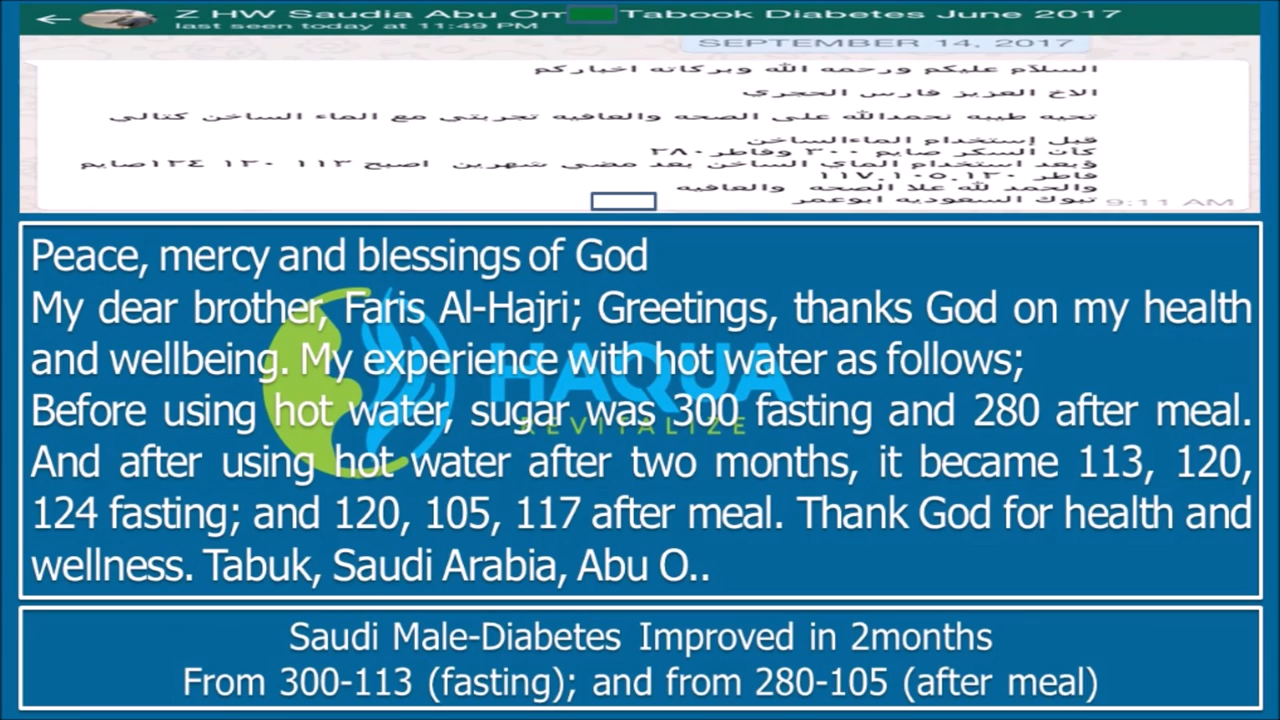 Z HW Saudia Abu Om Tabook Diabetes June 2017
last seen today at 11:49 PM
SEPTEMBER 14, 2017
السلام عليكم ورحمه الله وبركاته اخباركم
الاخ العزيز فارس الحجري
تحيه طيبه نحمدالله على الصحه والعافيه تجربتي مع الماء الساخن كتالي
قبل إستخدام الماءالساخن
كات السكر صايم ٣٠٠ وفاطر ٢٨٠
وبعد استخدام الماي الساخن بعد مضي شهرين اصبح ١١٣ ١٢٠ ١٢٤صايم
فاطر ١١٧.١٠٥.١٢٠
والحمد لله علا الصحه والعافيه
تبوك السعوديه ابوعمر
9:11 AM
Peace, mercy and blessings of God
My dear brother, Faris Al-Hajri; Greetings, thanks God on my health
and wellbeing. My experience with hot water as follows;
Before using hot water, sugar was 300 fasting and 280 after meal.
And after using hot water after two months, it became 113, 120,
124 fasting; and 120, 105, 117 after meal. Thank God for health and
wellness. Tabuk, Saudi Arabia, Abu O..
HAQUA
REVITALIZE
Saudi Male-Diabetes Improved in 2months
From 300-113 (fasting); and from 280-105 (after meal)